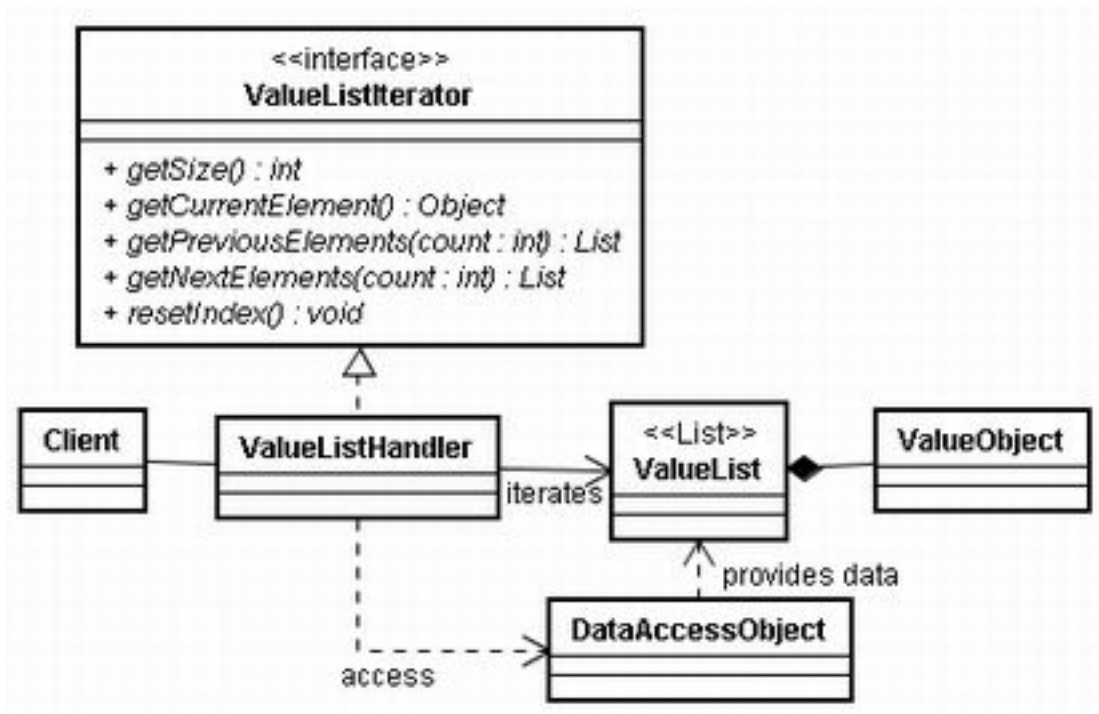 <<interface>>
ValueListIterator
+ getSize() : int
+ getCurrentElement() : Object
+ getPreviousElements(count : int) : List
+ getNextElements(count : int) : List
+ resetIndex() : void
Client
ValueListHandler
iterates
<<List>>
ValueList
ValueObject
provides data
DataAccessObject
access